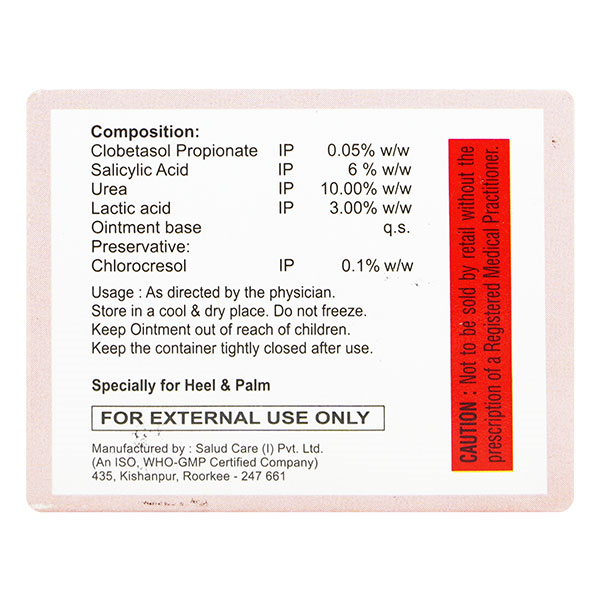 Composition:
Clobetasol Propionate IP 0.05% w/w
Salicylic Acid IP 6 % w/w
Urea IP 10.00% w/w
Lactic acid IP 3.00% w/w
Ointment base q.s.
Preservative:
Chlorocresol IP 0.1% w/w
Usage : As directed by the physician.
Store in a cool & dry place. Do not freeze.
Keep Ointment out of reach of children.
Keep the container tightly closed after use.
Specially for Heel & Palm
FOR EXTERNAL USE ONLY
Manufactured by : Salud Care (I) Pvt. Ltd.
(An ISO, WHO-GMP Certified Company)
435, Kishanpur, Roorkee - 247 661
CAUTION : Not to be sold by retail without the
prescription of a Registered Medical Practitioner.